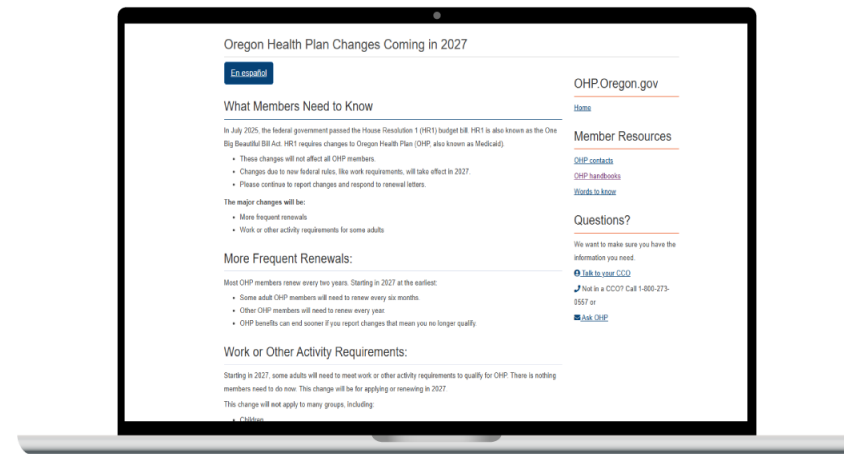 Oregon Health Plan Changes Coming in 2027
En español
What Members Need to Know
In July 2025, the federal government passed the House Resolution 1 (HR1) budget bill. HR1 is also known as the One
Big Beautiful Bill Act. HR1 requires changes to Oregon Health Plan (OHP, also known as Medicaid).
• These changes will not affect all OHP members.
• Changes due to new federal rules, like work requirements, will take effect in 2027.
• Please continue to report changes and respond to renewal letters.
The major changes will be:
• More frequent renewals
• Work or other activity requirements for some adults
More Frequent Renewals:
Most OHP members renew every two years. Starting in 2027 at the earliest:
• Some adult OHP members will need to renew every six months.
• Other OHP members will need to renew every year.
• OHP benefits can end sooner if you report changes that mean you no longer qualify.
Work or Other Activity Requirements:
Starting in 2027, some adults will need to meet work or other activity requirements to qualify for OHP. There is nothing
members need to do now. This change will be for applying or renewing in 2027.
This change will not apply to many groups, including:
• Children
OHP.Oregon.gov
Home
Member Resources
OHP contacts
OHP handbooks
Words to know
Questions?
We want to make sure you have the
information you need.
Talk to your CCO
Not in a CCO? Call 1-800-273-
0557 or
Ask OHP